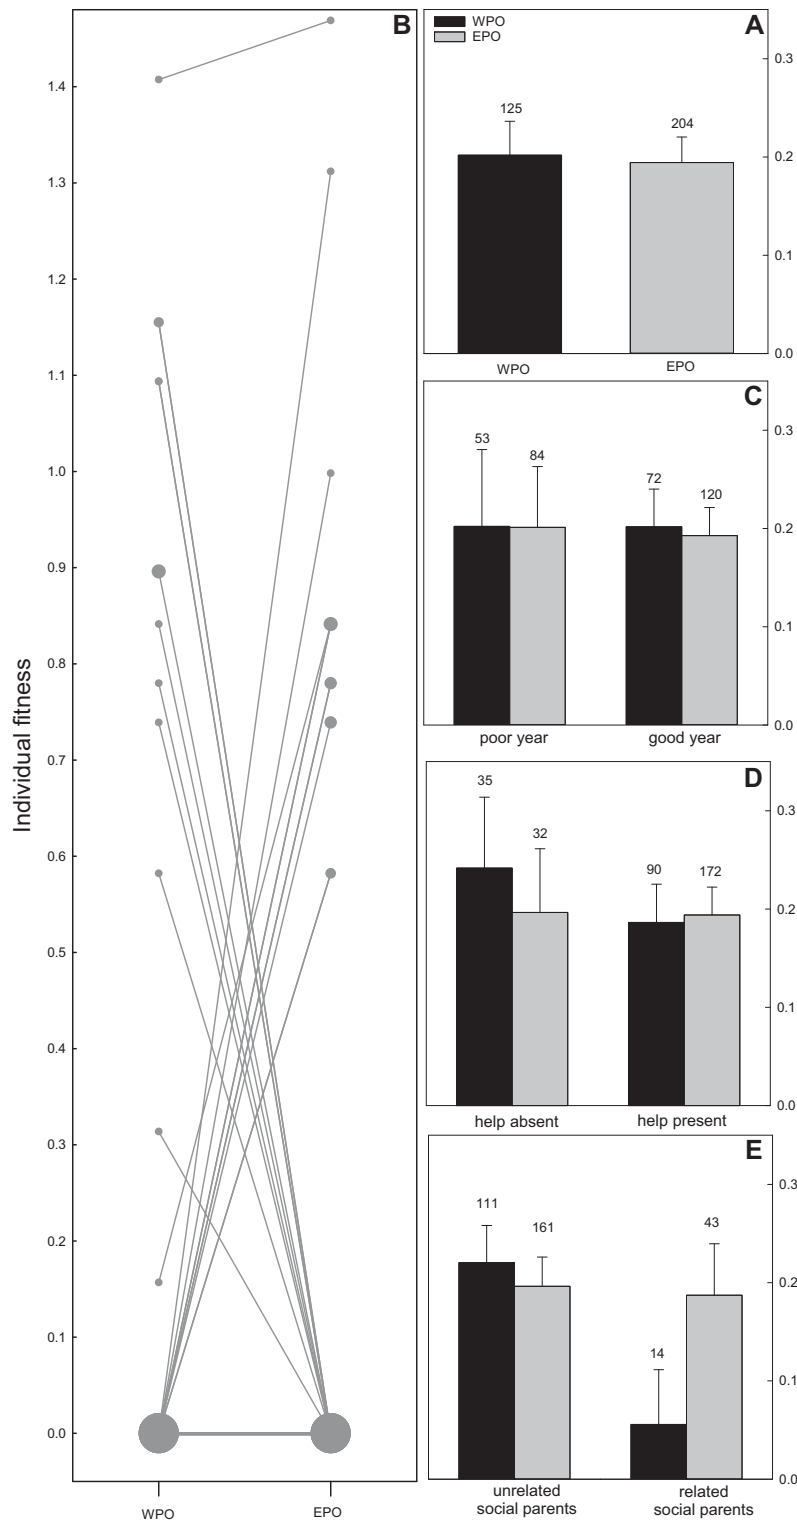 B
Individual fitness
1.4
1.3
1.2
1.1
1.0
0.9
0.8
0.7
0.6
0.5
0.4
0.3
0.2
0.1
0.0
WPO EPO
A
WPO
EPO
125 204
0.3
0.2
0.1
0.0
WPO EPO
C
53 84 72 120
0.3
0.2
0.1
0.0
poor year good year
D
35 32 90 172
0.3
0.2
0.1
0.0
help absent help present
E
111 161 14 43
0.3
0.2
0.1
0.0
unrelated related
social parents social parents